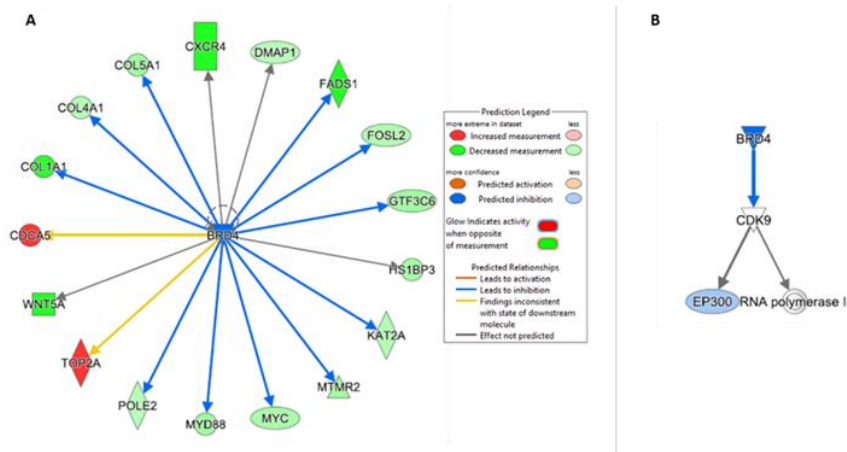 A
B
CXCR4
DMAP1
COL5A1
FADS1
COL4A1
FOSL2
COL1A1
GTF3C6
CDCA5
BRD4
HS1BP3
WNT5A
KAT2A
TOP2A
MTMR2
POLE2
MYD88
MYC
Prediction Legend
more extreme in dataset less
Increased measurement
Decreased measurement
more confidence less
Predicted activation
Predicted inhibition
Glow Indicates activity
when opposite
of measurement
Predicted Relationships
Leads to activation
Leads to inhibition
Findings inconsistent
with state of downstream
molecule
Effect not predicted
BRD4
CDK9
EP300 RNA polymerase I